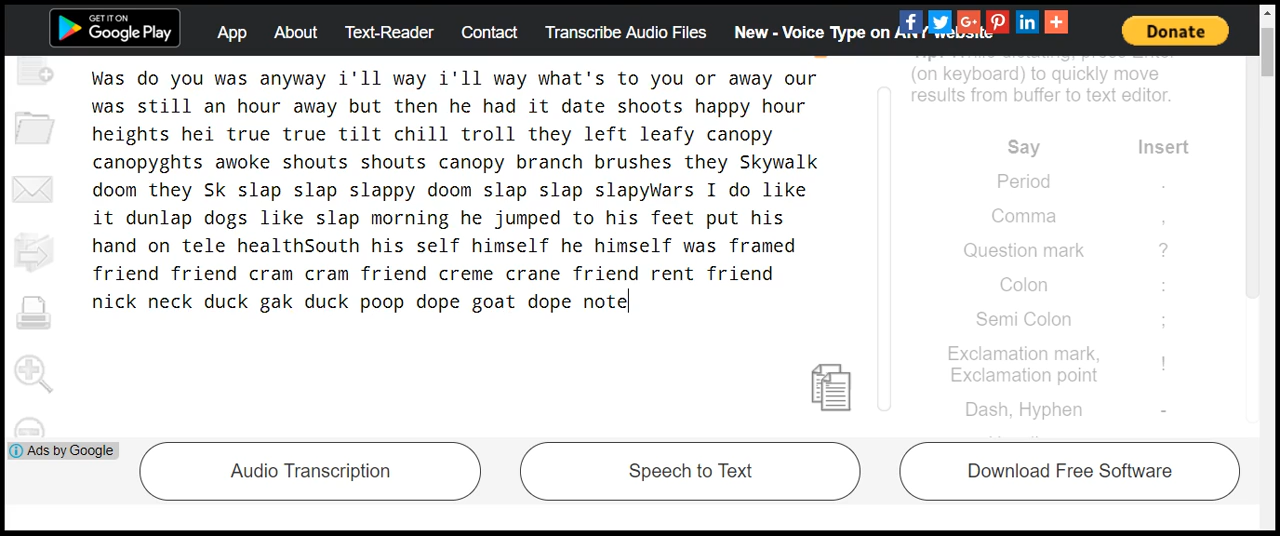 GET IT ON
Google Play
App About Text-Reader Contact Transcribe Audio Files New - Voice Type on ANY website
Donate
Was do you was anyway i'll way i'll way what's to you or away our
was still an hour away but then he had it date shoots happy hour
heights hei true true tilt chill troll they left leafy canopy
canopyghts awoke shouts shouts canopy branch brushes they Skywalk
doom they Sk slap slap slappy doom slap slap slapyWars I do like
it dunlap dogs like slap morning he jumped to his feet put his
hand on tele healthSouth his self himself he himself was framed
friend friend cram cram friend creme crane friend rent friend
nick neck duck gak duck poop dope goat dope note
(on keyboard) to quickly move
results from buffer to text editor.
Say Insert
Period .
Comma ,
Question mark ?
Colon :
Semi Colon ;
Exclamation mark,
Exclamation point !
Dash, Hyphen -
Ads by Google
Audio Transcription
Speech to Text
Download Free Software